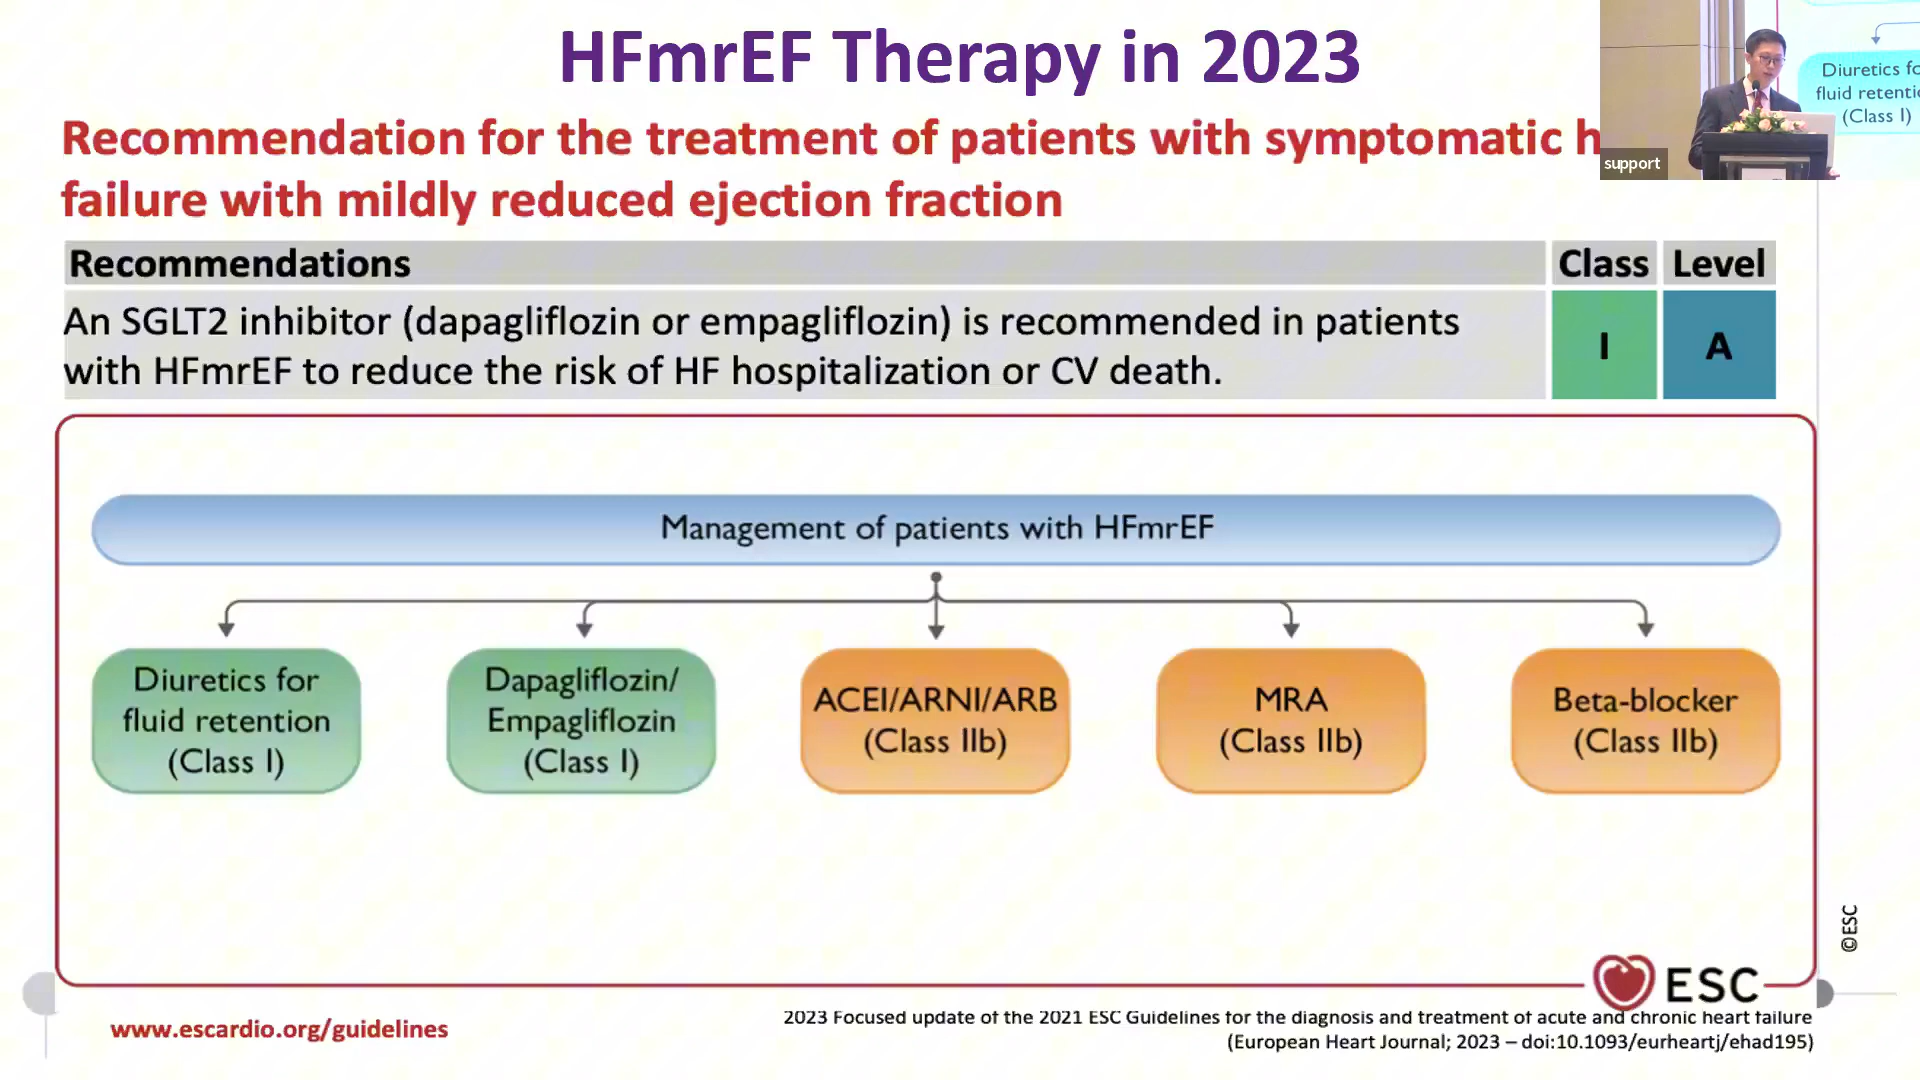 HFmrEF Therapy in 2023
Recommendation for the treatment of patients with symptomatic h
failure with mildly reduced ejection fraction
Recommendations Class Level
An SGLT2 inhibitor (dapagliflozin or empagliflozin) is recommended in patients
with HFmrEF to reduce the risk of HF hospitalization or CV death.
I A
Management of patients with HFmrEF
Diuretics for
fluid retention
(Class I)
Dapagliflozin/
Empagliflozin
(Class I)
ACEI/ARNI/ARB
(Class IIb)
MRA
(Class IIb)
Beta-blocker
(Class IIb)
Diuretics fo
fluid retentio
(Class I)
support
©ESC
ESC
www.escardio.org/guidelines
2023 Focused update of the 2021 ESC Guidelines for the diagnosis and treatment of acute and chronic heart failure
(European Heart Journal; 2023 – doi:10.1093/eurheartj/ehad195)